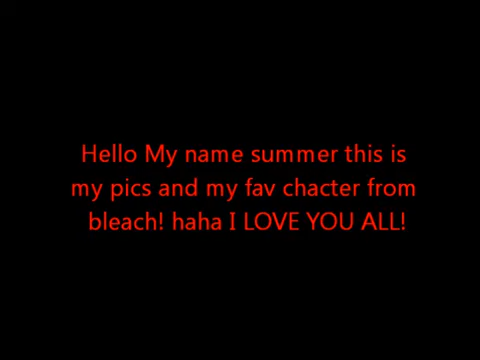 Hello My name summer this is
my pics and my fav chacter from
bleach! haha I LOVE YOU ALL!